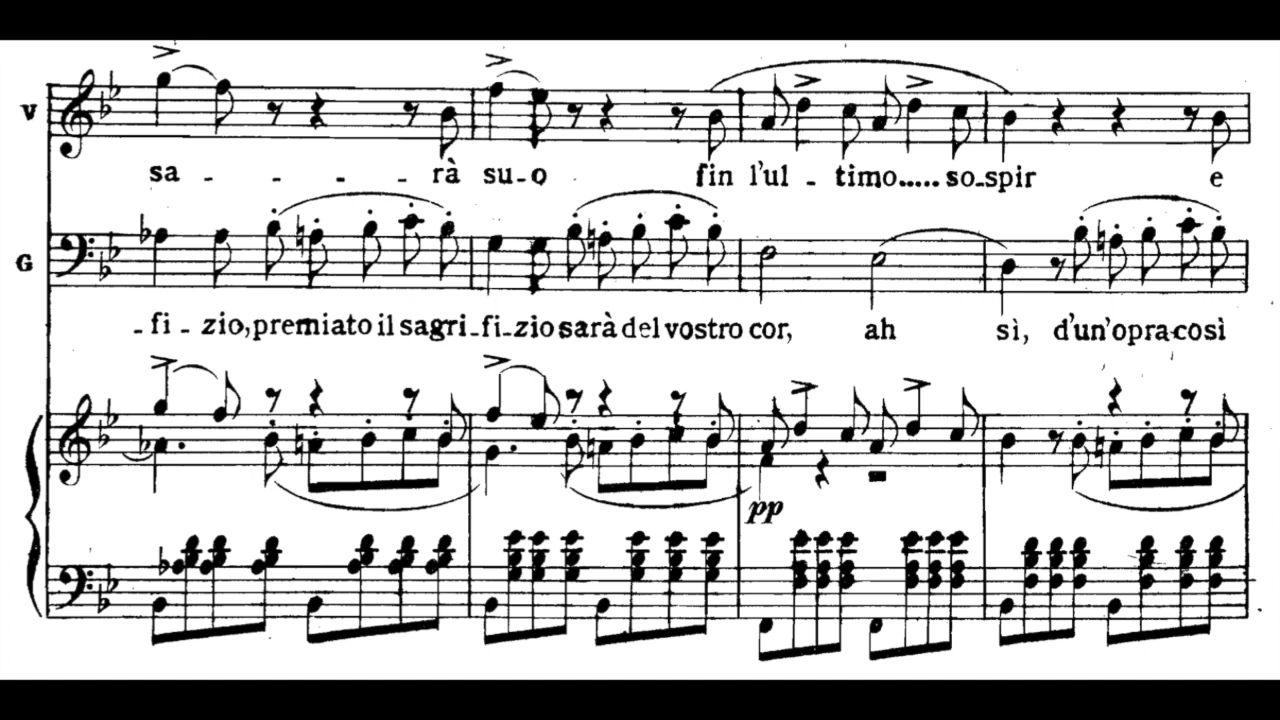 V
sa - - - - rà su-o fin l'ul - timo..... so-spir e
G
- fi - zio, premiato il sagri-fi-zio sarà del vostro cor, ah sì, d'un'opra così
pp